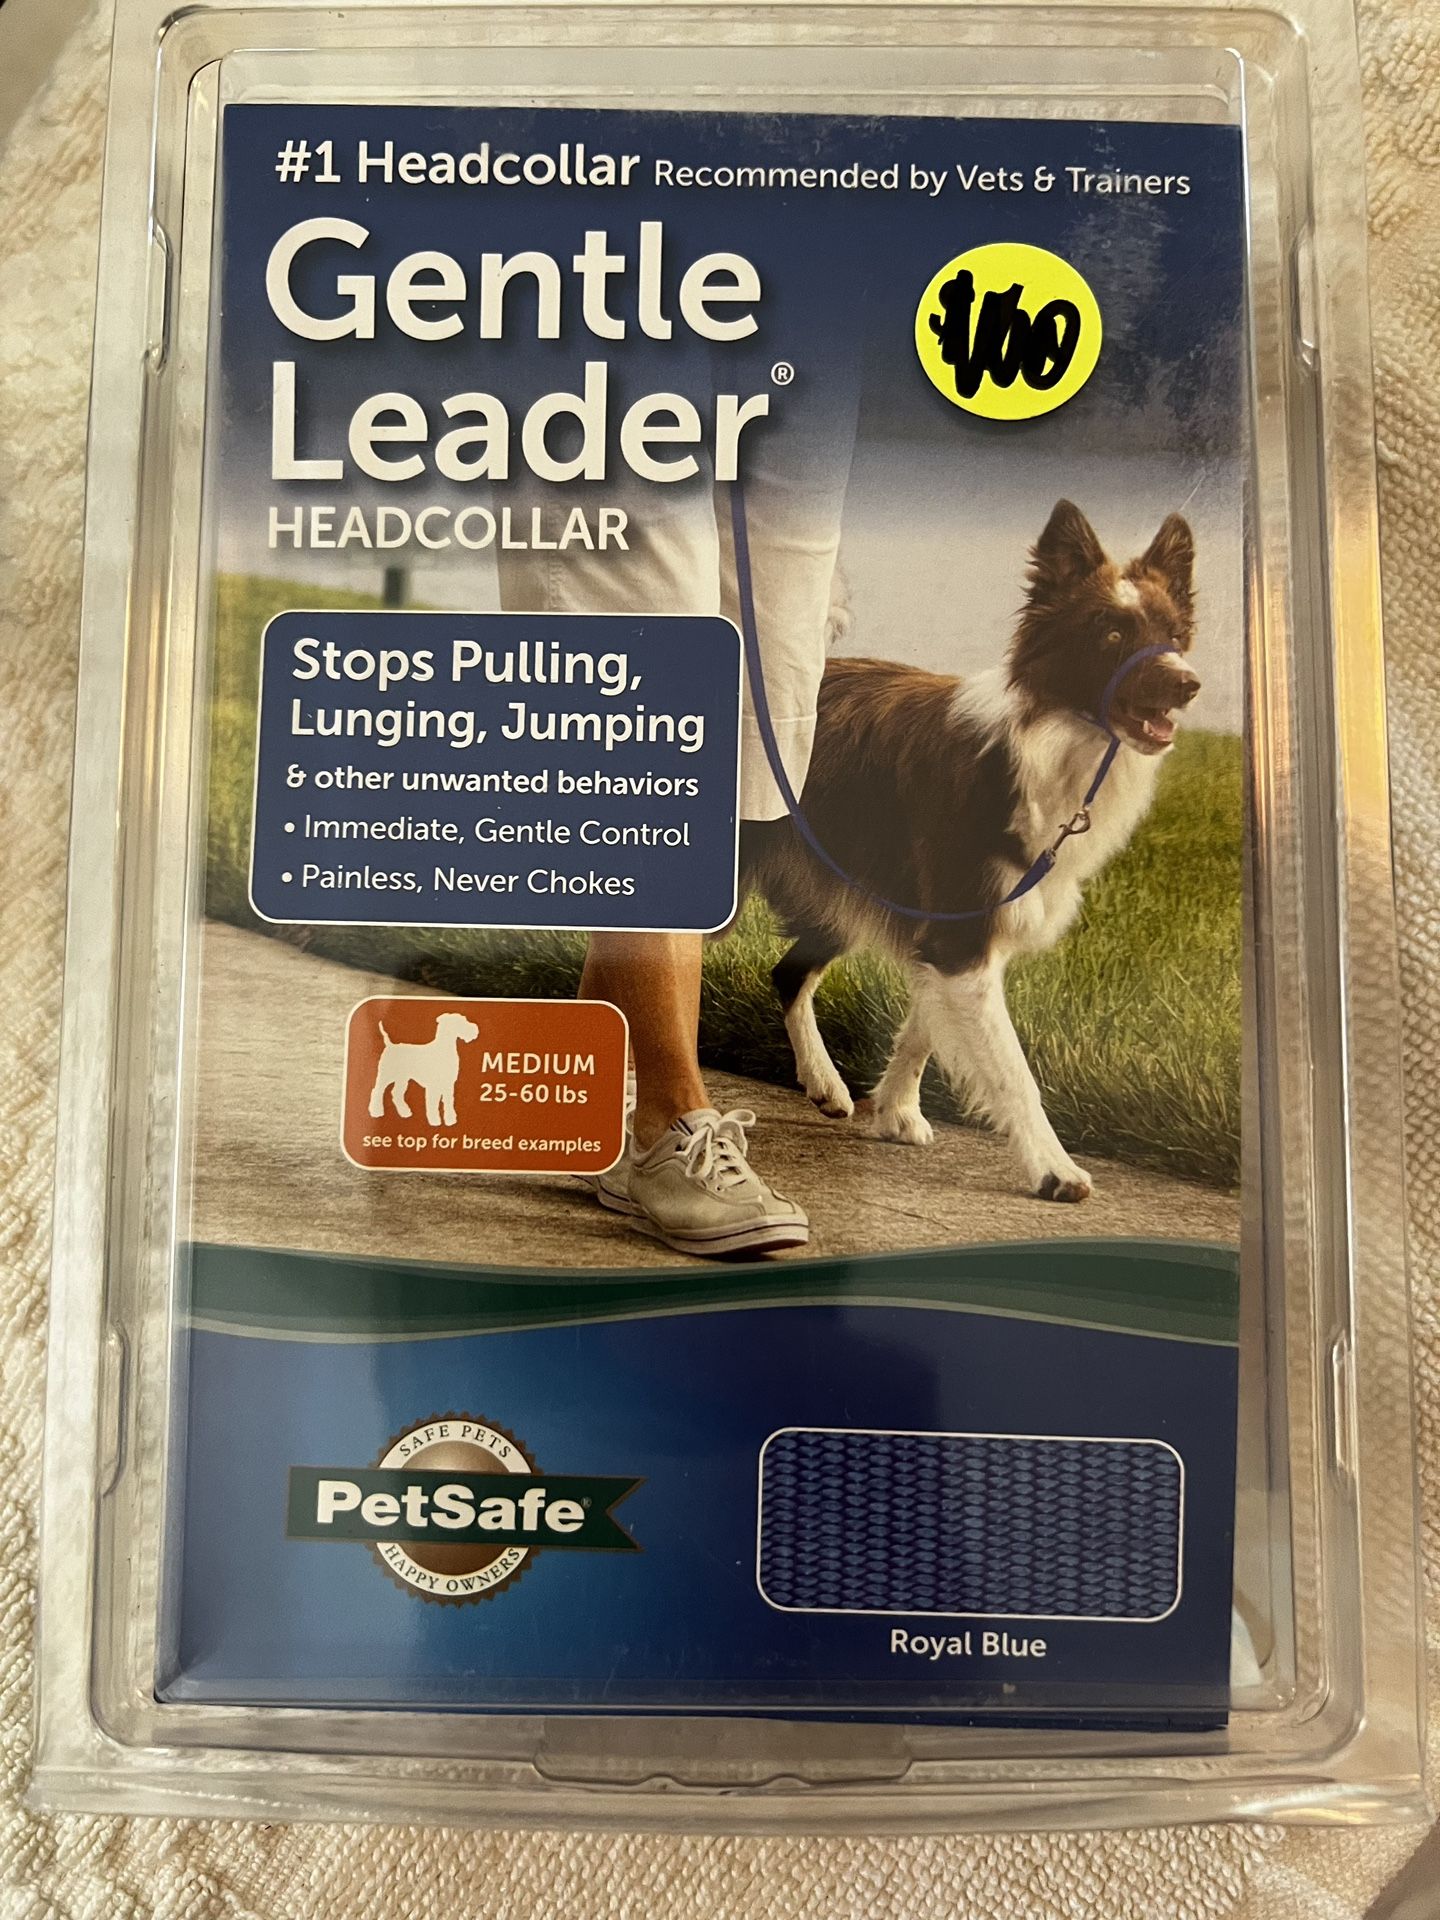 #1 Headcollar Recommended by Vets & Trainers
Gentle
Leader®
HEADCOLLAR
Stops Pulling,
Lunging, Jumping
& other unwanted behaviors
• Immediate, Gentle Control
• Painless, Never Chokes
MEDIUM
25-60 lbs
see top for breed examples
SAFE PETS
PetSafe®
HAPPY OWNERS
Royal Blue